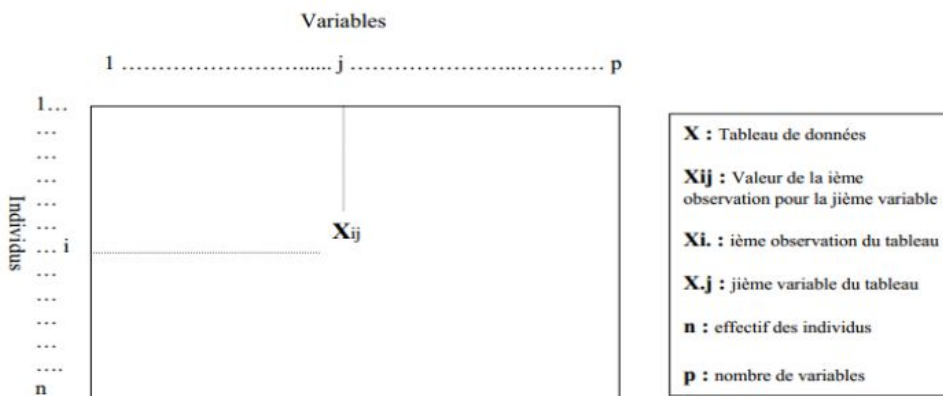 Variables
1 ............................... j ................................... p
1...
...
...
...
...
...
... i
...
...
...
...
....
n
Individus
Xij
X : Tableau de données
Xij : Valeur de la ième
observation pour la jième variable
Xi. : ième observation du tableau
X.j : jième variable du tableau
n : effectif des individus
p : nombre de variables